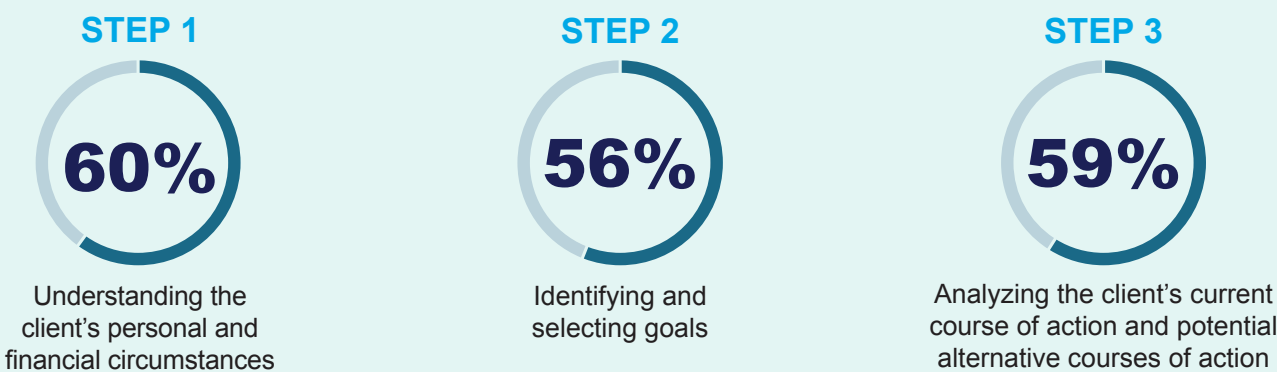 STEP 1
60%
Understanding the
client's personal and
financial circumstances
STEP 2
56%
Identifying and
selecting goals
STEP 3
59%
Analyzing the client's current
course of action and potential
alternative courses of action